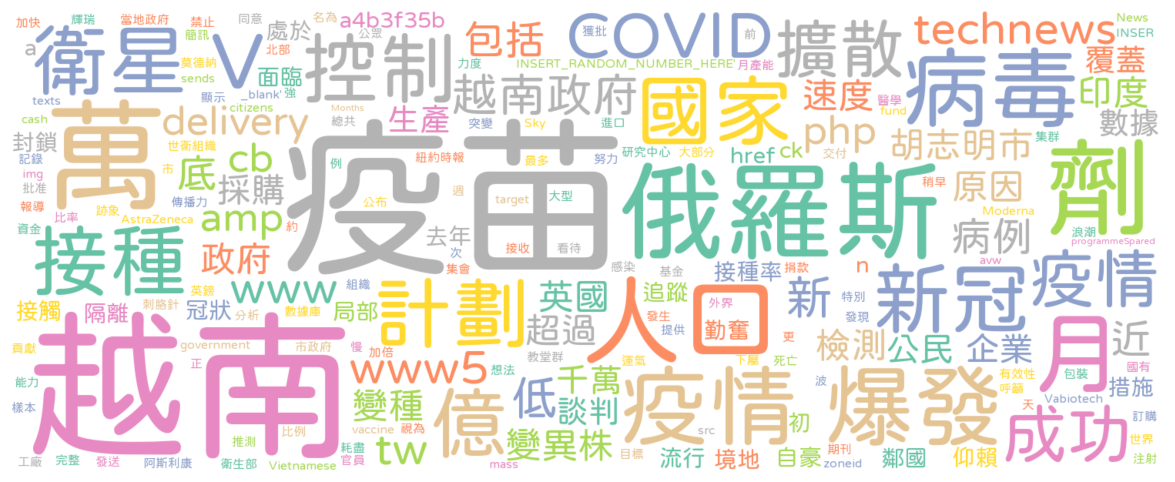 加快
輝瑞
當地政府
禁止
簡訊
名為
同意
處於
公眾
a4b3f35b
包括
COVID
獲批
前
擴散
technews
News
INSER
覆蓋
a
衛星
V
莫德納
sends
北部
面臨
強
控制
力度
INSERT_RANDOM_NUMBER_HERE'
月產能
病毒
印度
texts
顯示
_blank'
citizens
越南政府
國家
速度
醫學
fund
數據
cash
萬
delivery
世衛組織
總共
Months
生產
突變
Sky
進口
php
胡志明市
集群
封鎖
記錄
img
批准
報導
市
底
cb
例
紐約時報
最多
努力
研究中心
大部分
href
ck
交付
稍早
劑
比率
傳播力
採購
疫苗
週
公布
target
大型
俄羅斯
原因
Moderna
跡象
AstraZeneca
amp
約
資金
去年
次
接收
看待
病例
浪潮
programmeSpared
接種
政府
集會
感染
基金
接種率
捐款
n
avw
疫情
英鎊
www
組織
英國
追蹤
新
特別
發現
新冠
接觸
隔離
刺胳針
冠狀
分析
數據庫
局部
計劃
超過
人口
外界
勤奮
發生
提供
更
月
近
貢獻
government
正
市政府
慢
加倍
教堂群
運氣
下屬
死亡
檢測
公民
企業
越南
www5
想法
千萬
疫情
波
爆發
有效性
呼籲
天
包裝
國有
措施
能力
樣本
變種
億
低
談判
Vabiotech
訂購
推測
比例
vaccine
視為
tw
變異株
src
初
期刊
成功
世界
注射
工廠
完整
發送
阿斯利康
衛生部
Vietnamese
耗盡
官員
mass
流行
目標
境地
自豪
zoneid
鄰國
仰賴